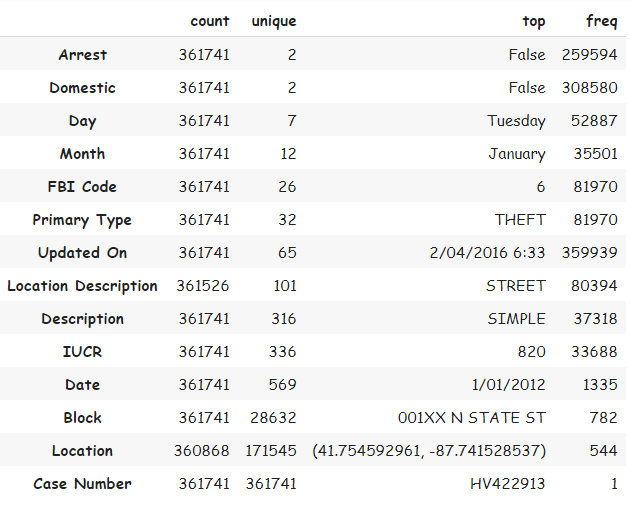 count unique top freq
Arrest 361741 2 False 259594
Domestic 361741 2 False 308580
Day 361741 7 Tuesday 52887
Month 361741 12 January 35501
FBI Code 361741 26 6 81970
Primary Type 361741 32 THEFT 81970
Updated On 361741 65 2/04/2016 6:33 359939
Location Description 361526 101 STREET 80394
Description 361741 316 SIMPLE 37318
IUCR 361741 336 820 33688
Date 361741 569 1/01/2012 1335
Block 361741 28632 001XX N STATE ST 782
Location 360868 171545 (41.754592961, -87.741528537) 544
Case Number 361741 361741 HV422913 1